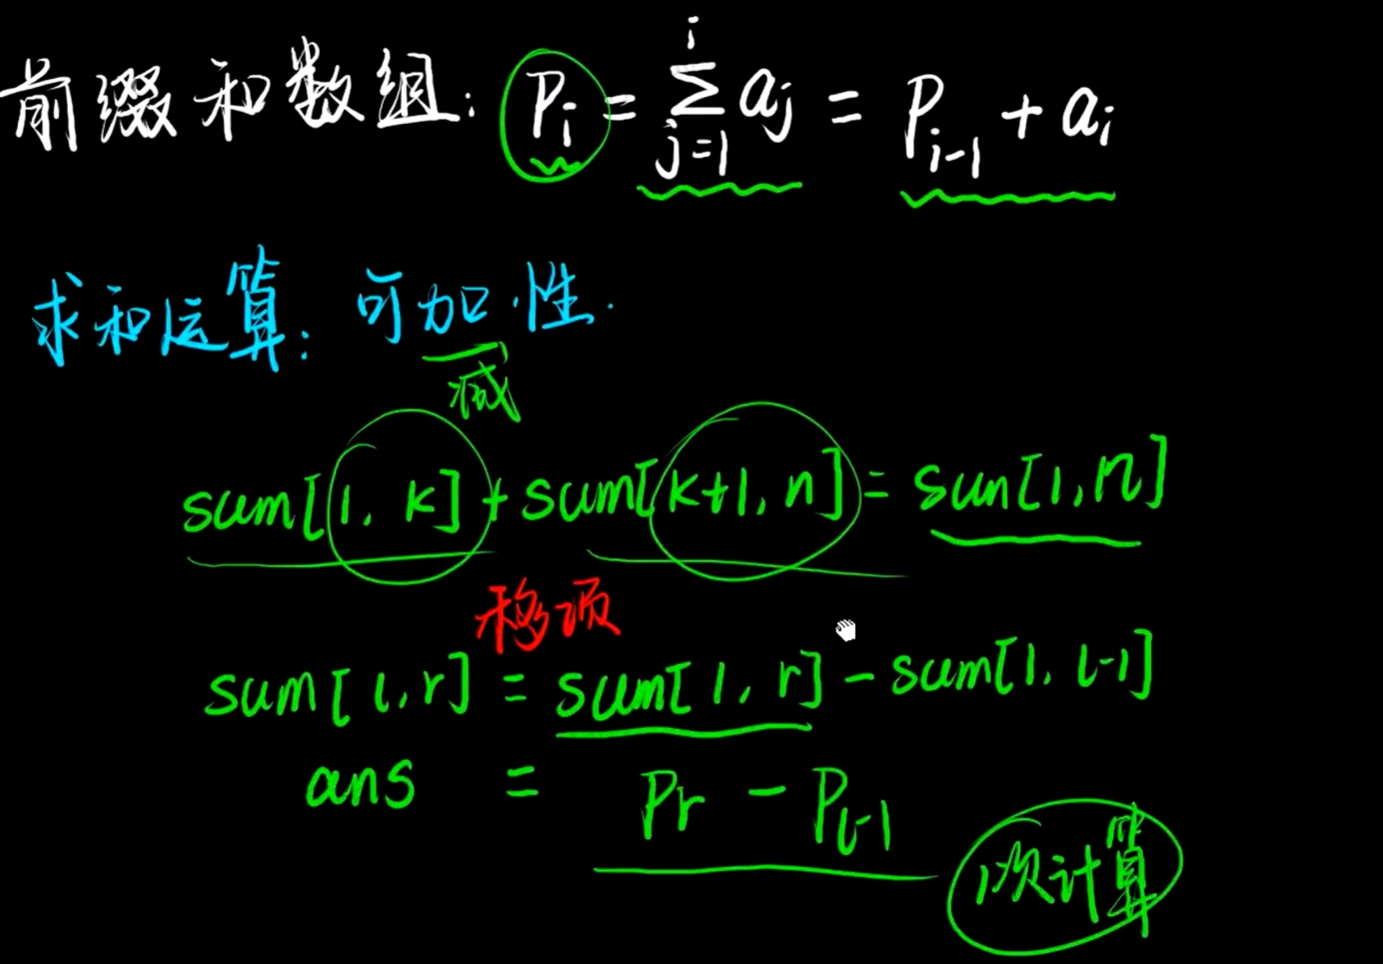 前缀和数组: P_i = \sum_{j=1}^{i} a_j = P_{i-1} + a_i
求和运算: 可加性.
减
sum[1, k] + sum[k+1, n] = sun[1, n]
移项
sum[l, r] = sum[1, r] - sum[1, l-1]
ans = Pr - P_{l-1}
1次计算